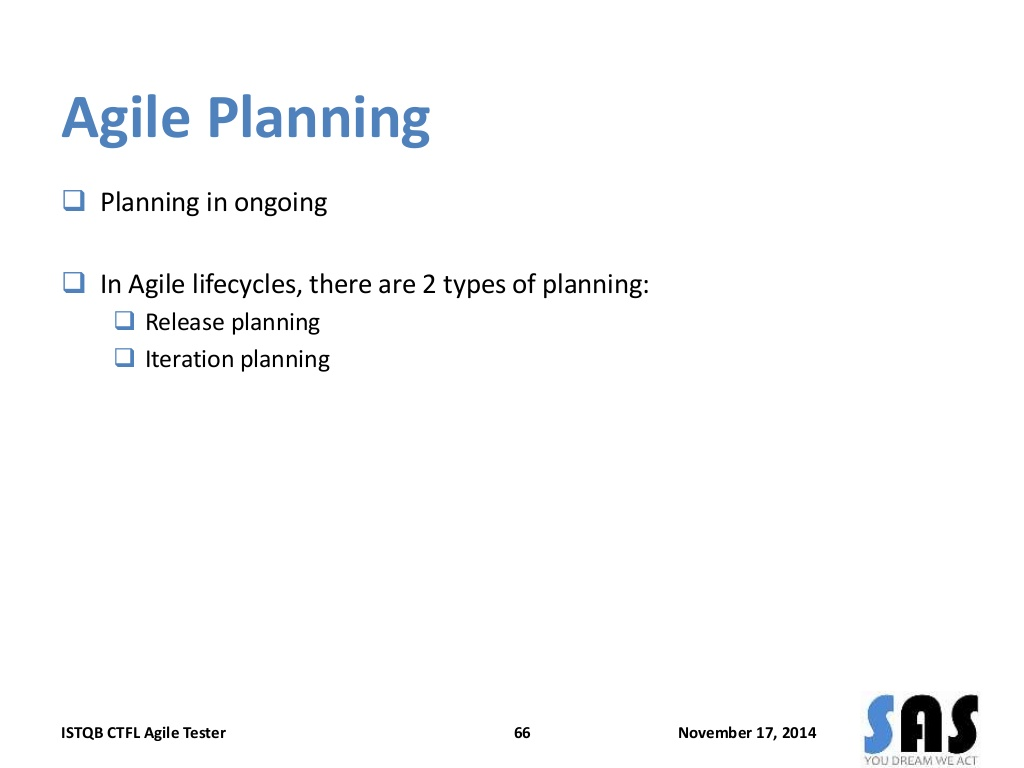 Agile Planning
Planning in ongoing
In Agile lifecycles, there are 2 types of planning:
Release planning
Iteration planning
ISTQB CTFL Agile Tester 66 November 17, 2014
SAS
YOU DREAM WE ACT